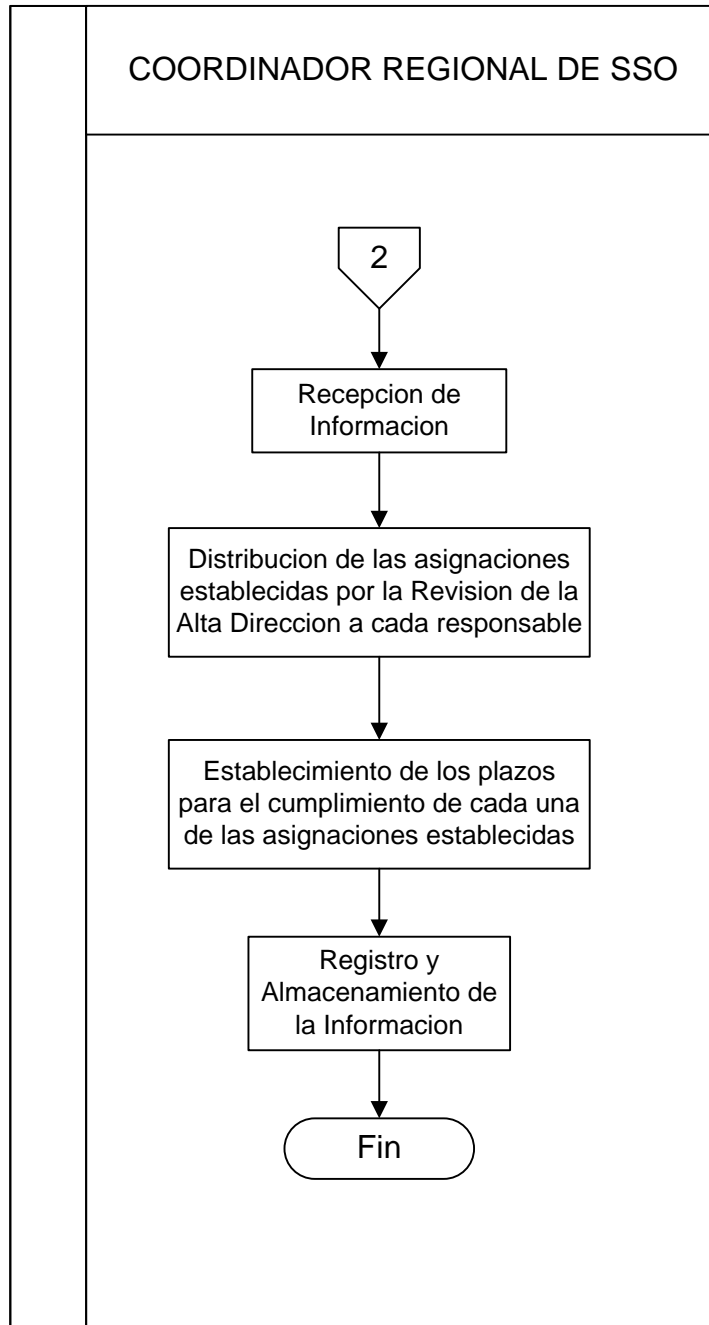 COORDINADOR REGIONAL DE SSO
2
Recepcion de
Informacion
Distribucion de las asignaciones
establecidas por la Revision de la
Alta Direccion a cada responsable
Establecimiento de los plazos
para el cumplimiento de cada una
de las asignaciones establecidas
Registro y
Almacenamiento de
la Informacion
Fin